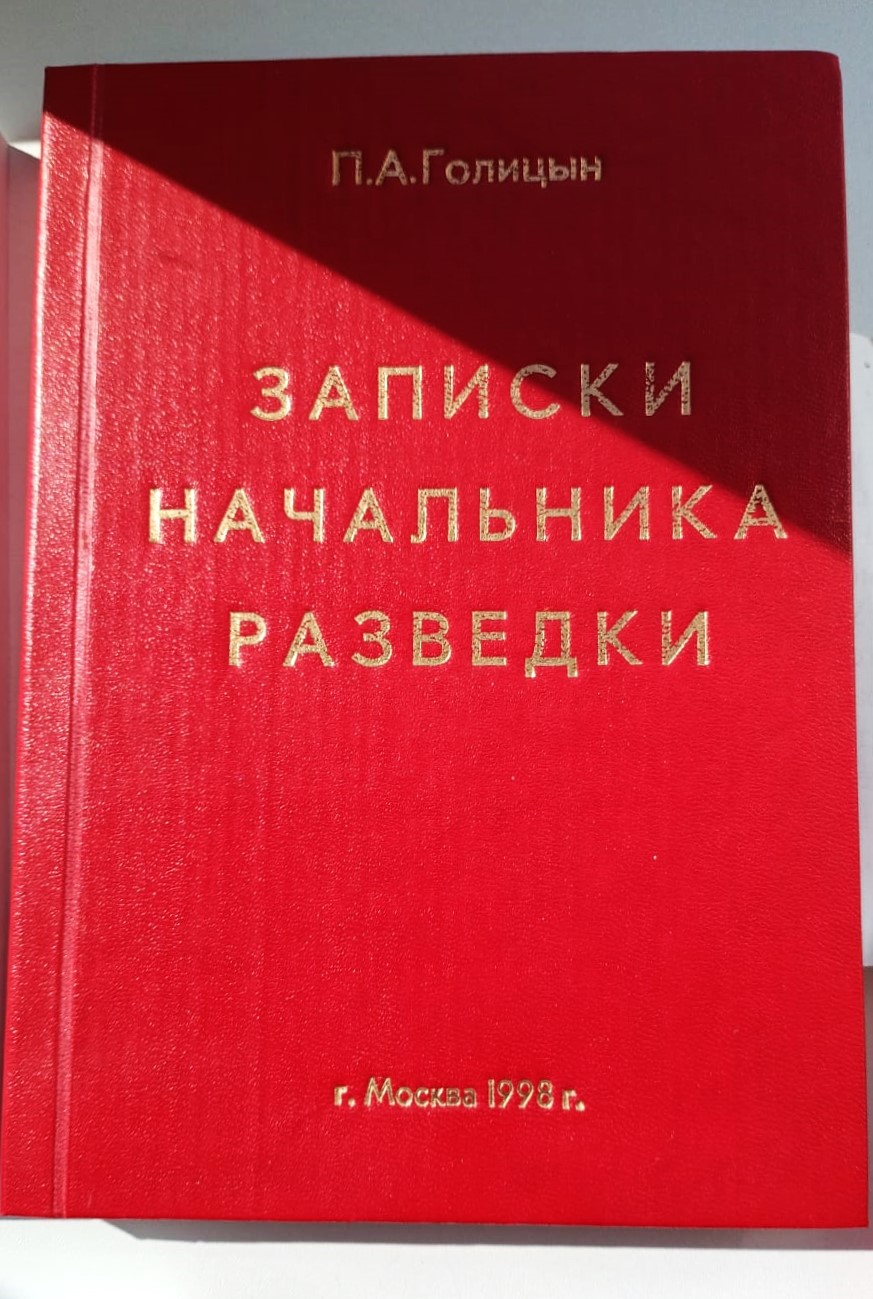 П.А.Голицын
ЗАПИСКИ
НАЧАЛЬНИКА
РАЗВЕДКИ
г. Москва 1998 г.